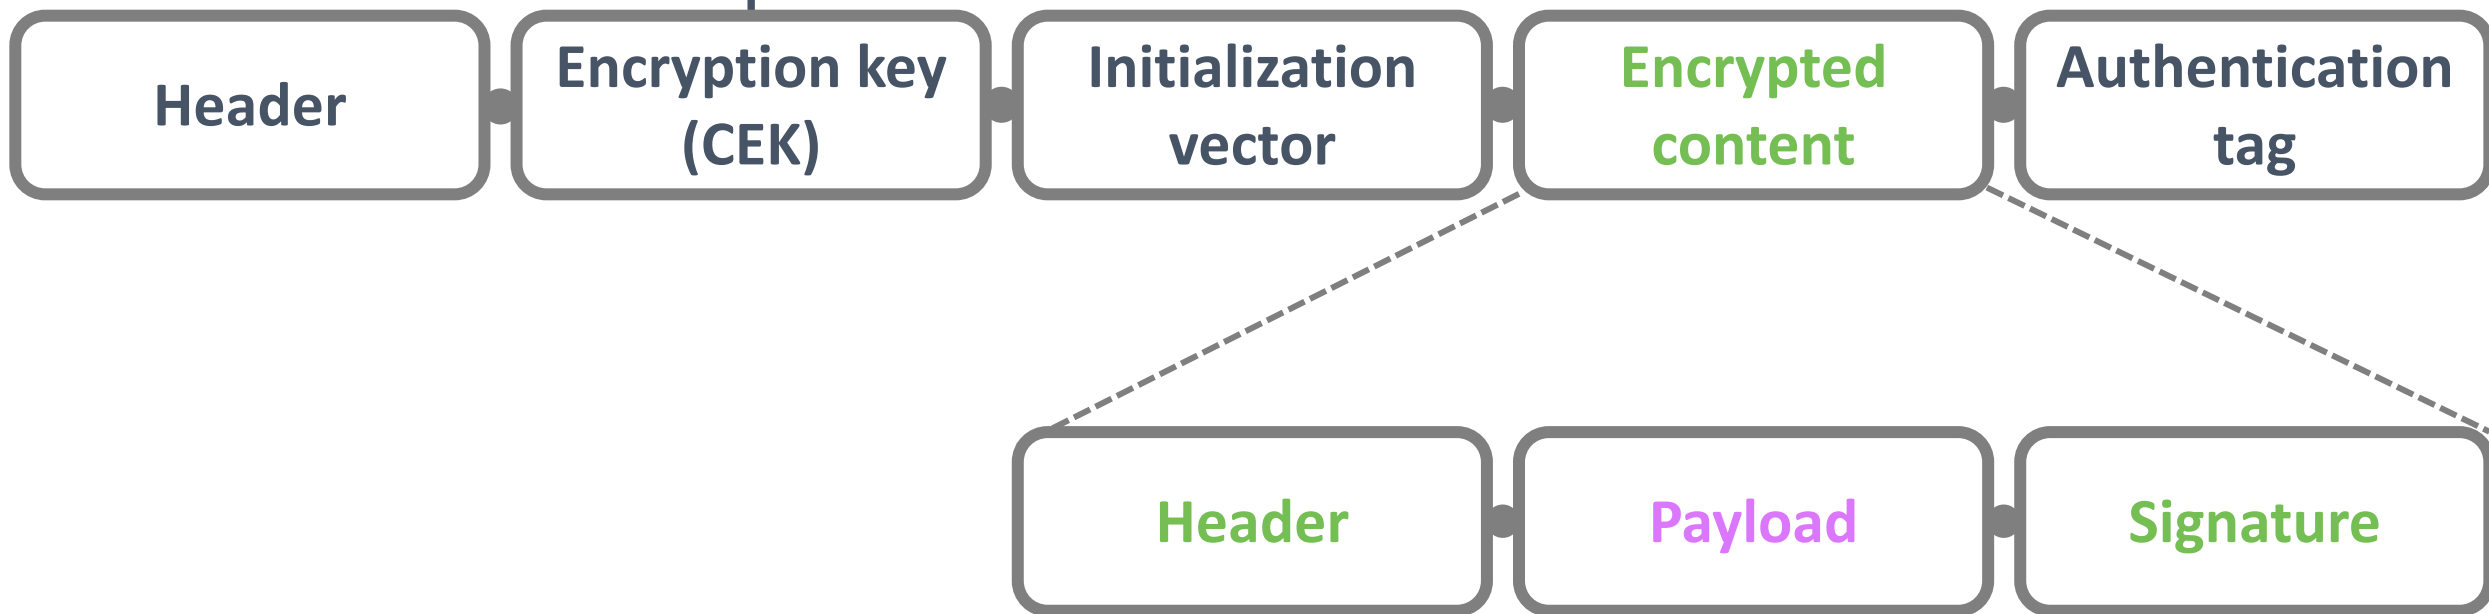 Header
Encryption key
(CEK)
Initialization
vector
Encrypted
content
Authentication
tag
Header
Payload
Signature